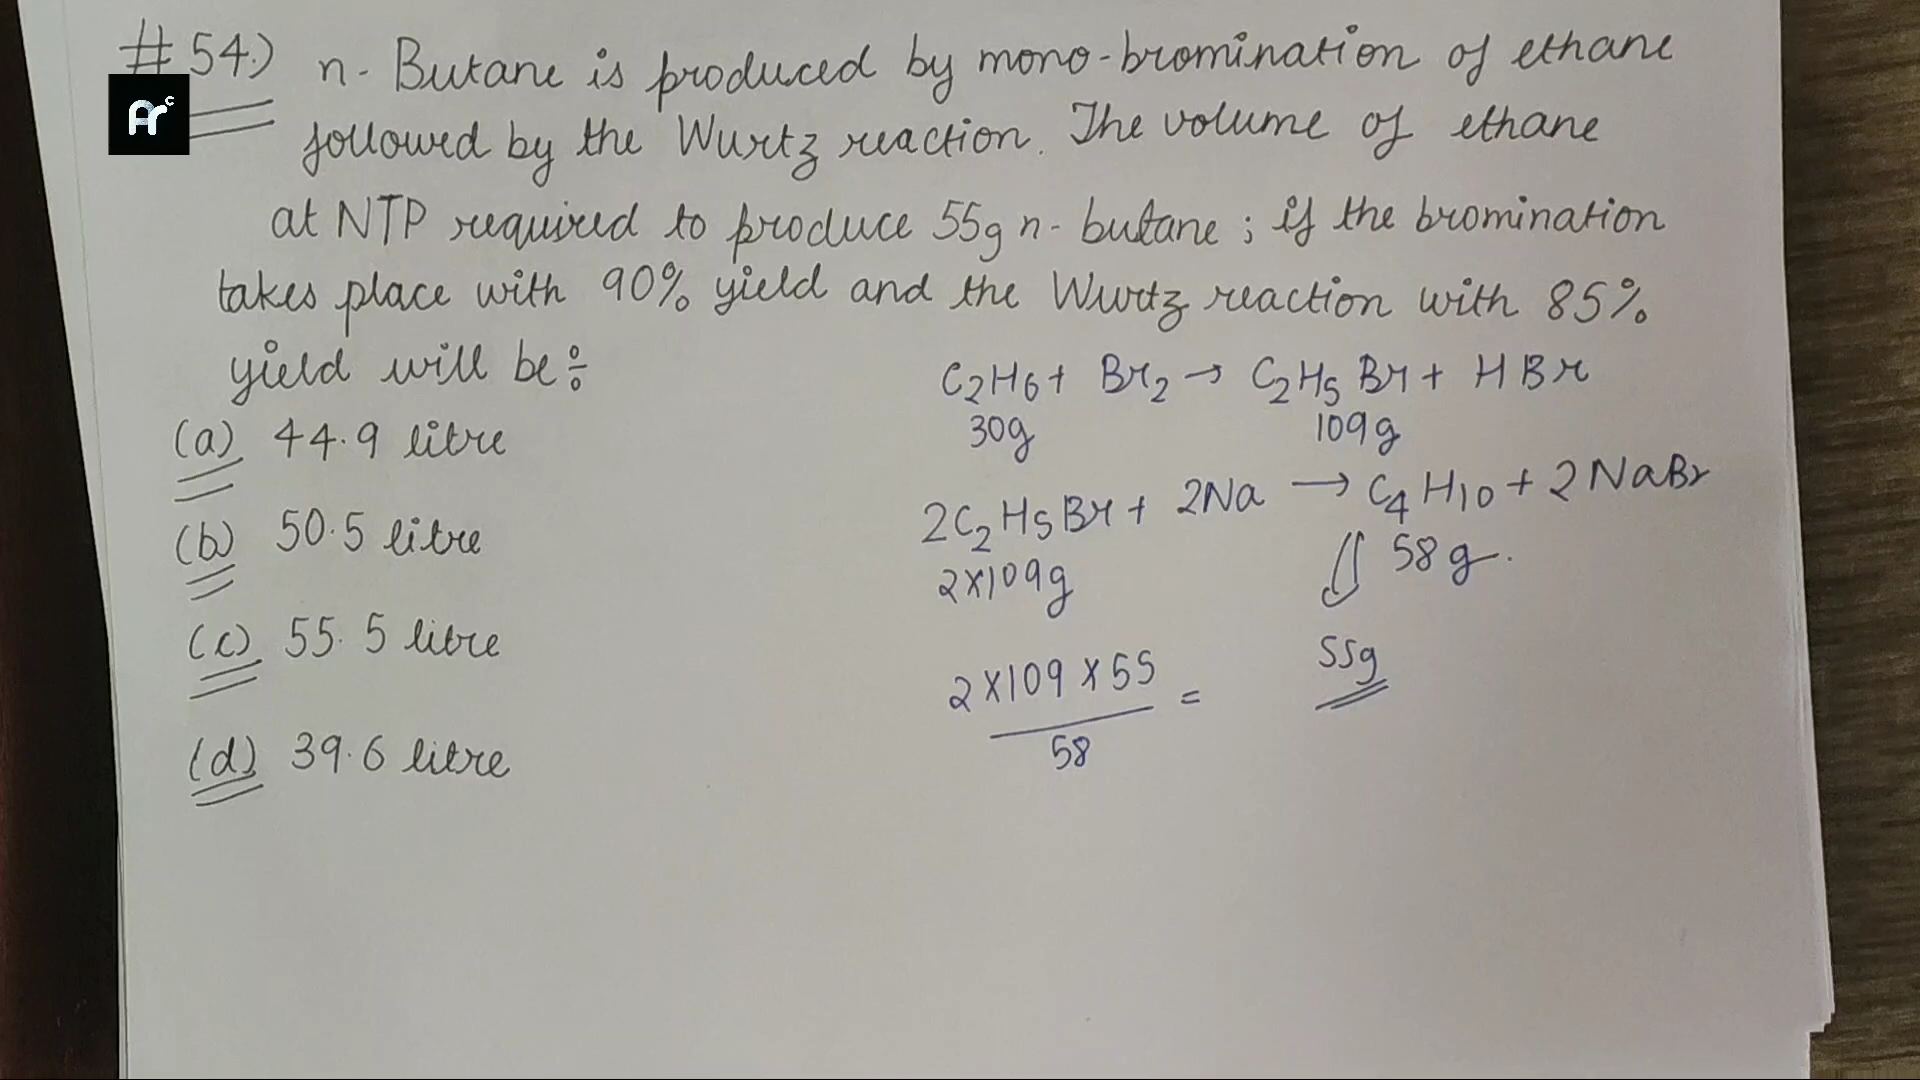 #54.) n-Butane is produced by mono-bromination of ethane
Ar c
followed by the Wurtz reaction. The volume of ethane
at NTP required to produce 55g n-butane ; if the bromination
takes place with 90% yield and the Wurtz reaction with 85%
yield will be÷
(a) 44.9 litre
(b) 50.5 litre
(c) 55.5 litre
(d) 39.6 litre
C2H6 + Br2 → C2H5Br + HBr
30g 109g
2C2H5Br + 2Na → C4H10 + 2NaBr
2×109g 58g.
2×109×55 = 55g
58